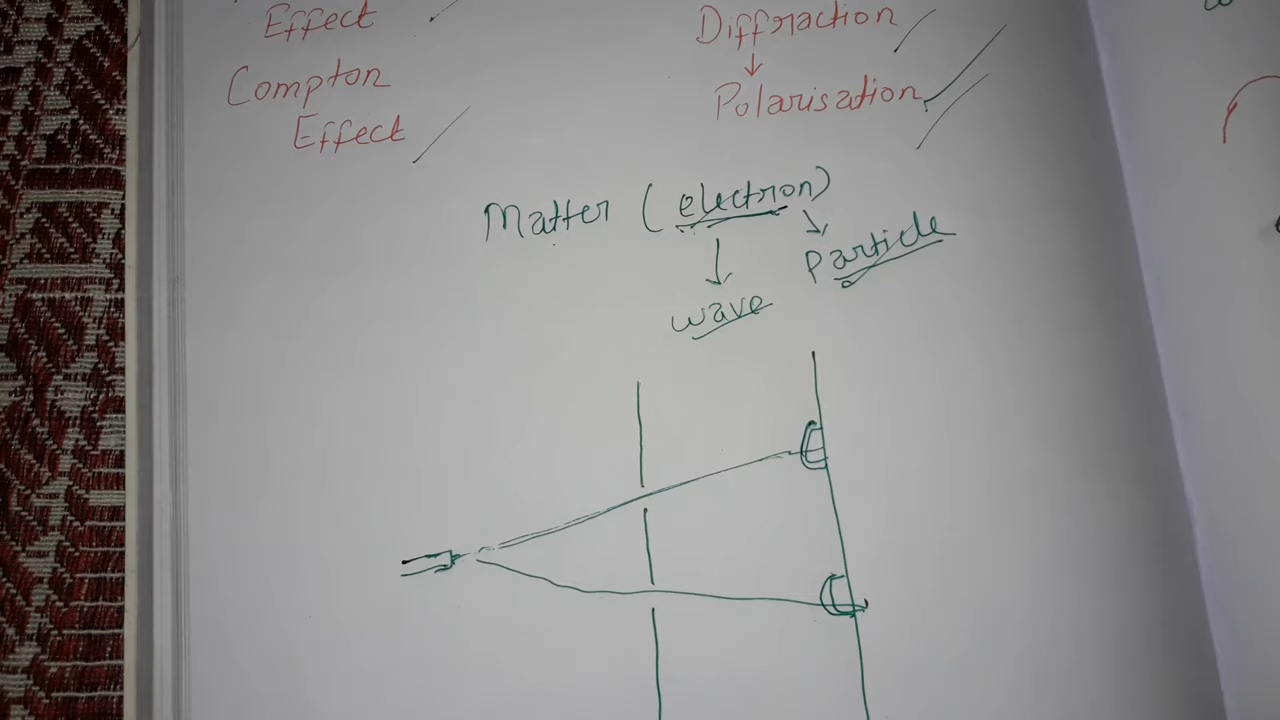 Effect
Compton
Effect
Diffraction
Polarisation
Matter (electron)
Particle
wave